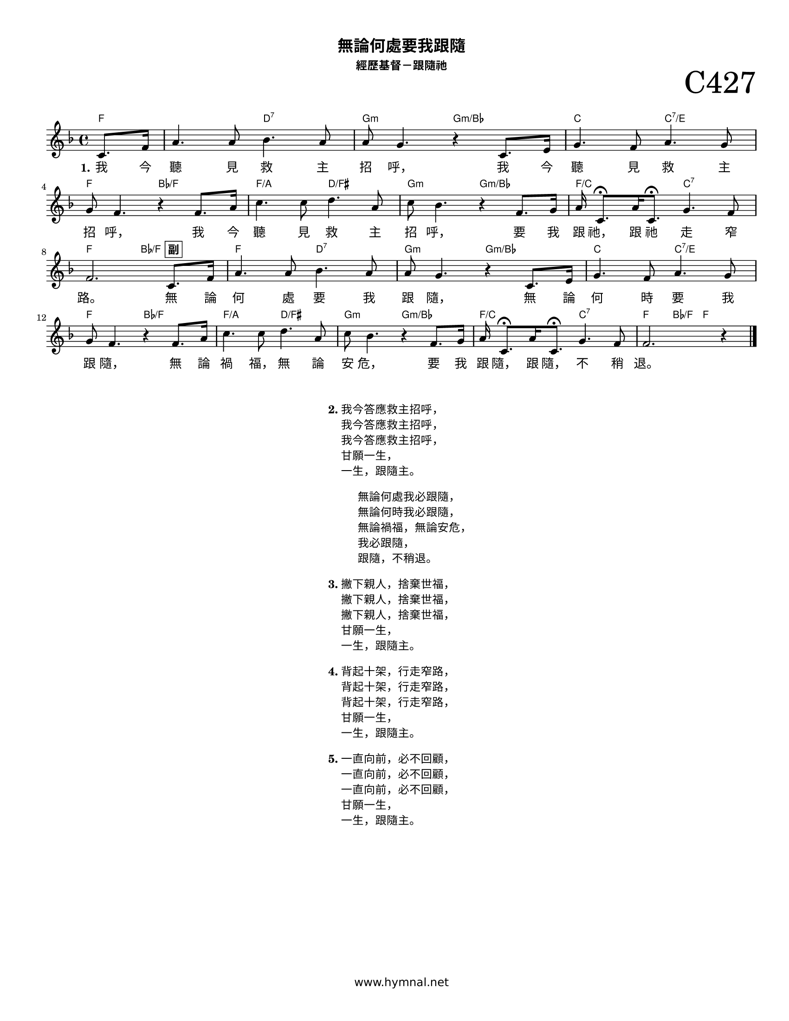 無論何處要我跟隨
經歷基督－跟隨祂
C427
F D7 Gm Gm/B♭ C C7/E
1. 我 今 聽 見 救 主 招 呼， 我 今 聽 見 救 主
4 F B♭/F F/A D/F♯ Gm Gm/B♭ F/C C7
招 呼， 我 今 聽 見 救 主 招 呼， 要 我 跟 祂， 跟 祂 走 窄
8 F B♭/F 副 F D7 Gm Gm/B♭ C C7/E
路。 無 論 何 處 要 我 跟 隨， 無 論 何 時 要 我
12 F B♭/F F/A D/F♯ Gm Gm/B♭ F/C C7 F B♭/F F
跟 隨， 無 論 禍 福， 無 論 安 危， 要 我 跟 隨， 跟 隨， 不 稍 退。
2. 我今答應救主招呼，
我今答應救主招呼，
我今答應救主招呼，
甘願一生，
一生，跟隨主。
無論何處我必跟隨，
無論何時我必跟隨，
無論禍福，無論安危，
我必跟隨，
跟隨，不稍退。
3. 撇下親人，捨棄世福，
撇下親人，捨棄世福，
撇下親人，捨棄世福，
甘願一生，
一生，跟隨主。
4. 背起十架，行走窄路，
背起十架，行走窄路，
背起十架，行走窄路，
甘願一生，
一生，跟隨主。
5. 一直向前，必不回顧，
一直向前，必不回顧，
一直向前，必不回顧，
甘願一生，
一生，跟隨主。
www.hymnal.net